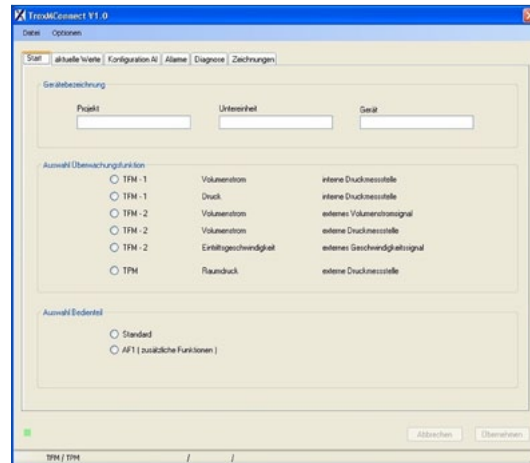 TroxMConnect V1.0
Datei Optionen
Start aktuelle Werte Konfiguration AI Alarme Diagnose Zeichnungen
Gerätebezeichnung
Projekt Untereinheit Gerät
Auswahl Überwachungsfunktion
TFM - 1 Volumenstrom interne Druckmessstelle
TFM - 1 Druck interne Druckmessstelle
TFM - 2 Volumenstrom externes Volumenstromsignal
TFM - 2 Volumenstrom externe Druckmessstelle
TFM - 2 Eintrittsgeschwindigkeit externes Geschwindigkeitssignal
TPM Raumdruck externe Druckmessstelle
Auswahl Bedienteil
Standard
AF1 ( zusätzliche Funktionen )
Abbrechen Übernehmen
TFM / TPM / /